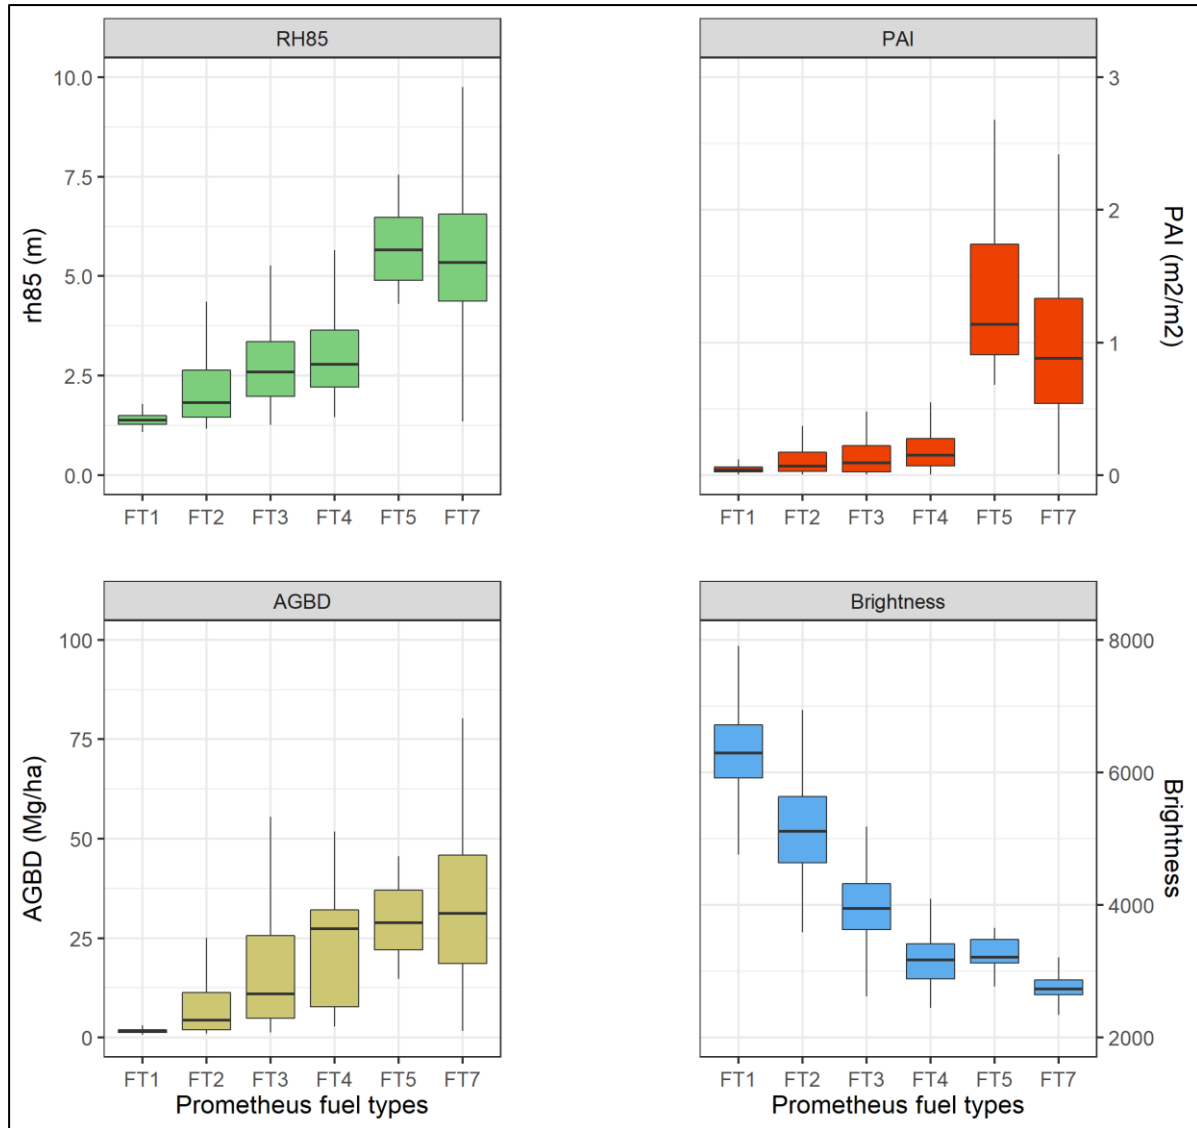 RH85
PAI
rh85 (m)
10.0
7.5
5.0
2.5
0.0
FT1 FT2 FT3 FT4 FT5 FT7
3
2
1
0
PAI (m2/m2)
FT1 FT2 FT3 FT4 FT5 FT7
AGBD
Brightness
AGBD (Mg/ha)
100
75
50
25
0
FT1 FT2 FT3 FT4 FT5 FT7
Prometheus fuel types
8000
6000
4000
2000
Brightness
FT1 FT2 FT3 FT4 FT5 FT7
Prometheus fuel types